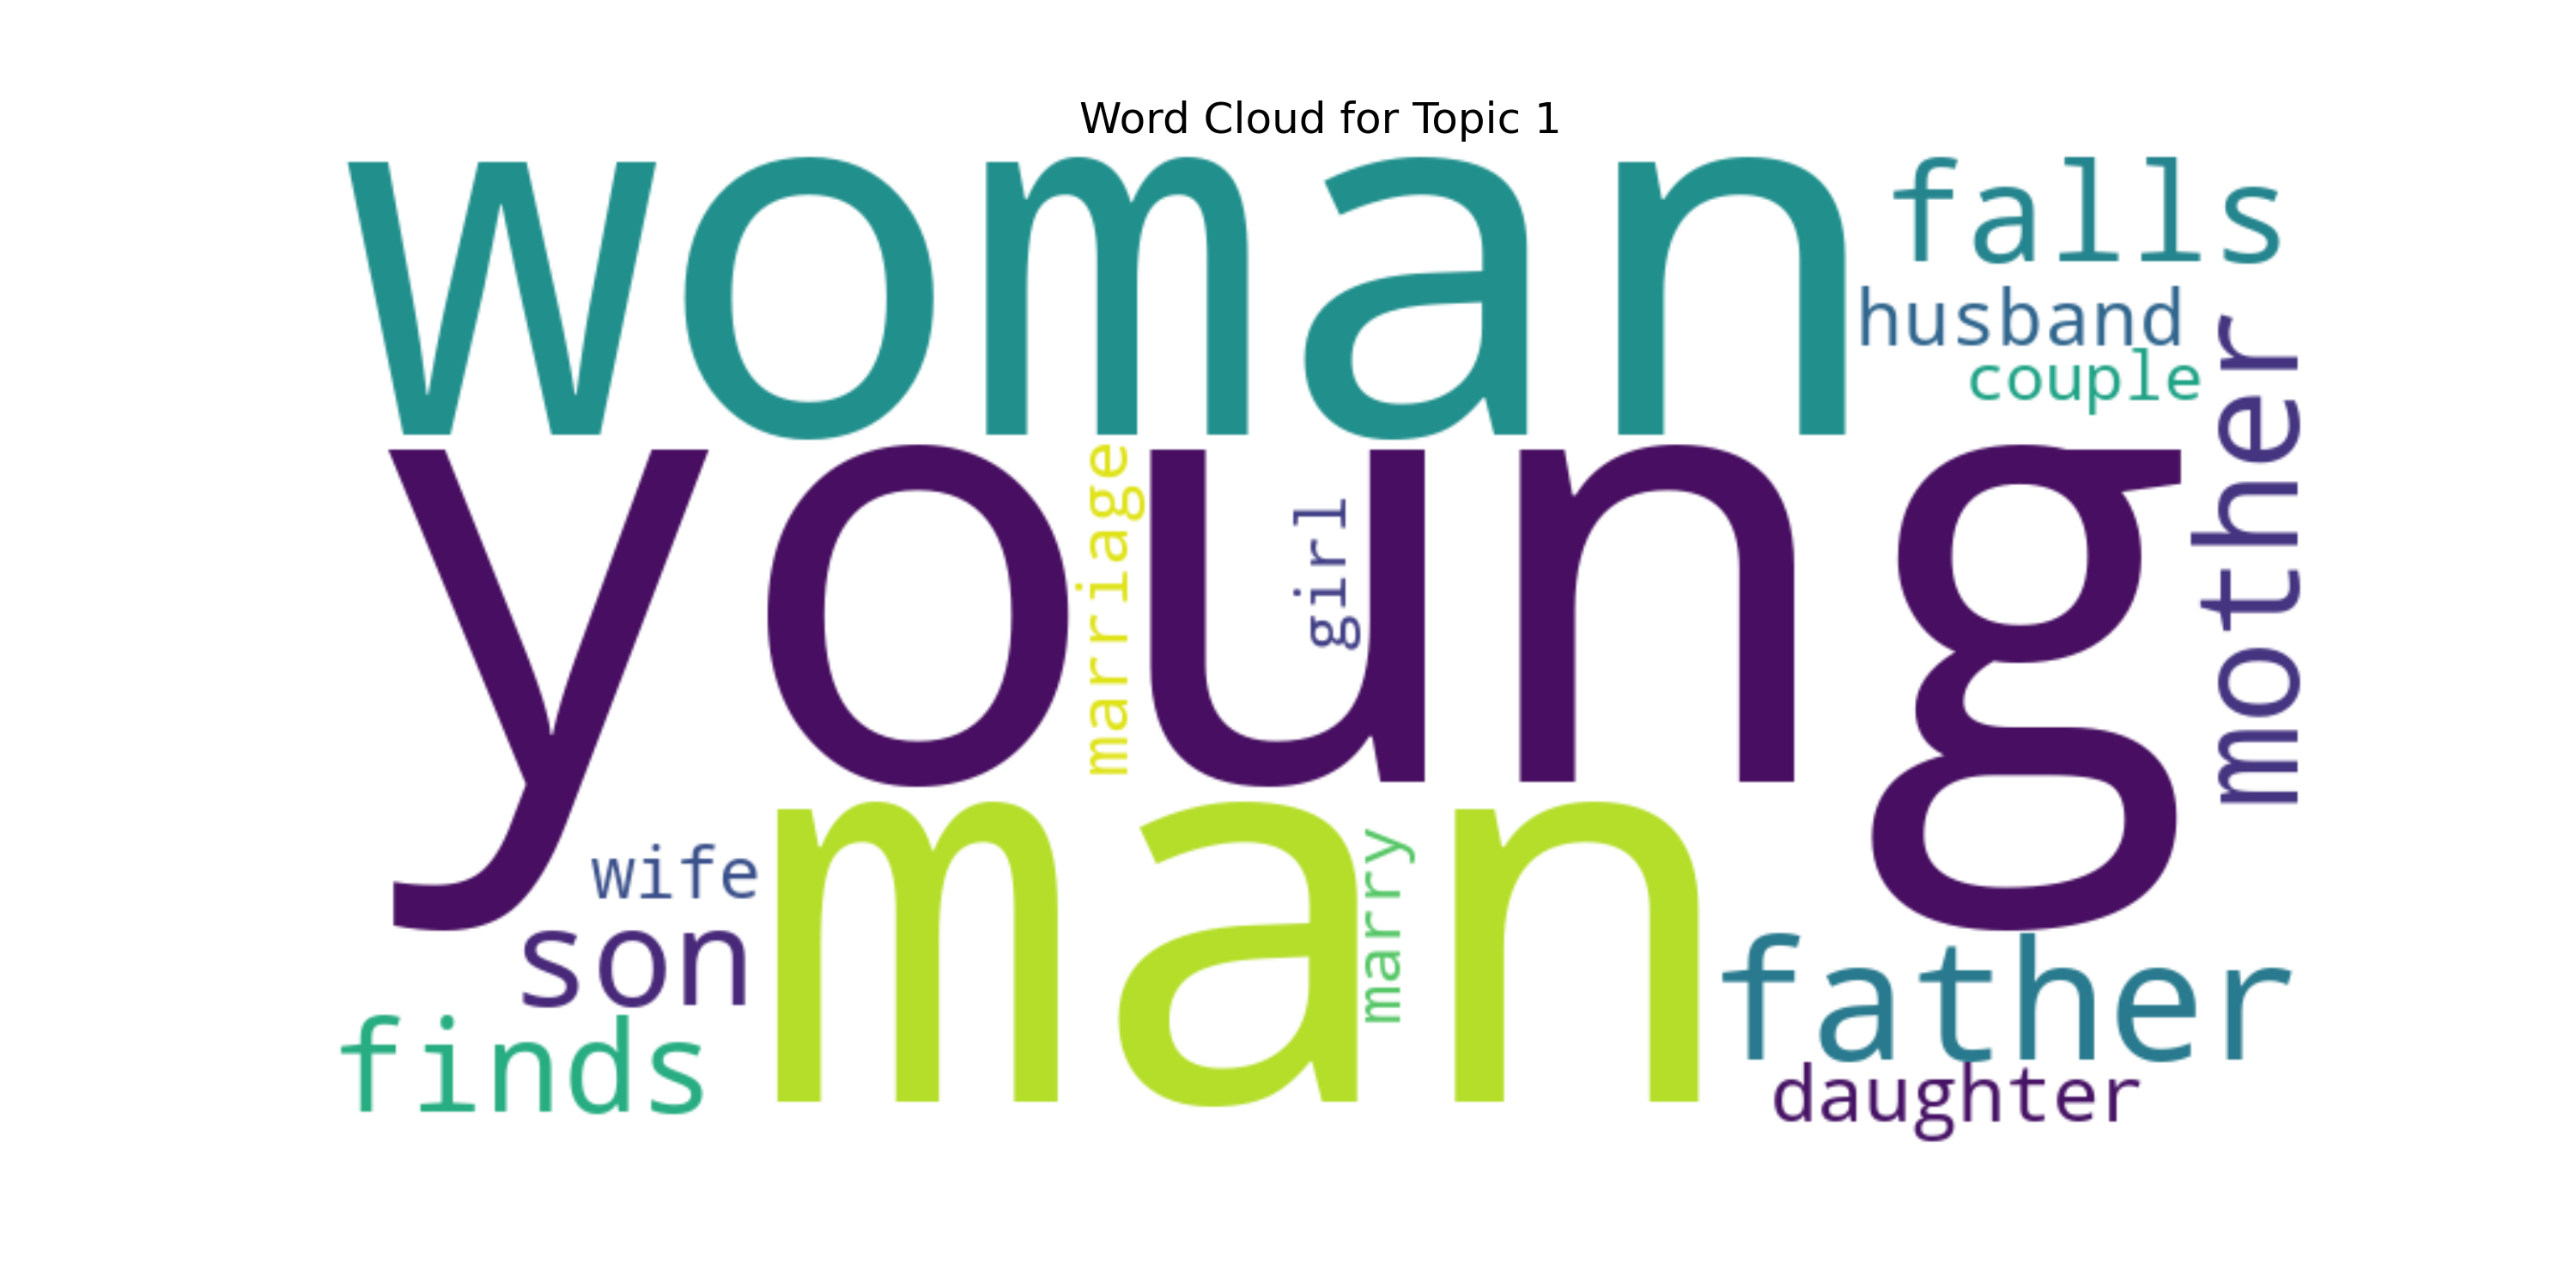 Word Cloud for Topic 1
woman
falls
husband
couple
mother
young
marriage
girl
man
marry
wife
son
finds
father
daughter